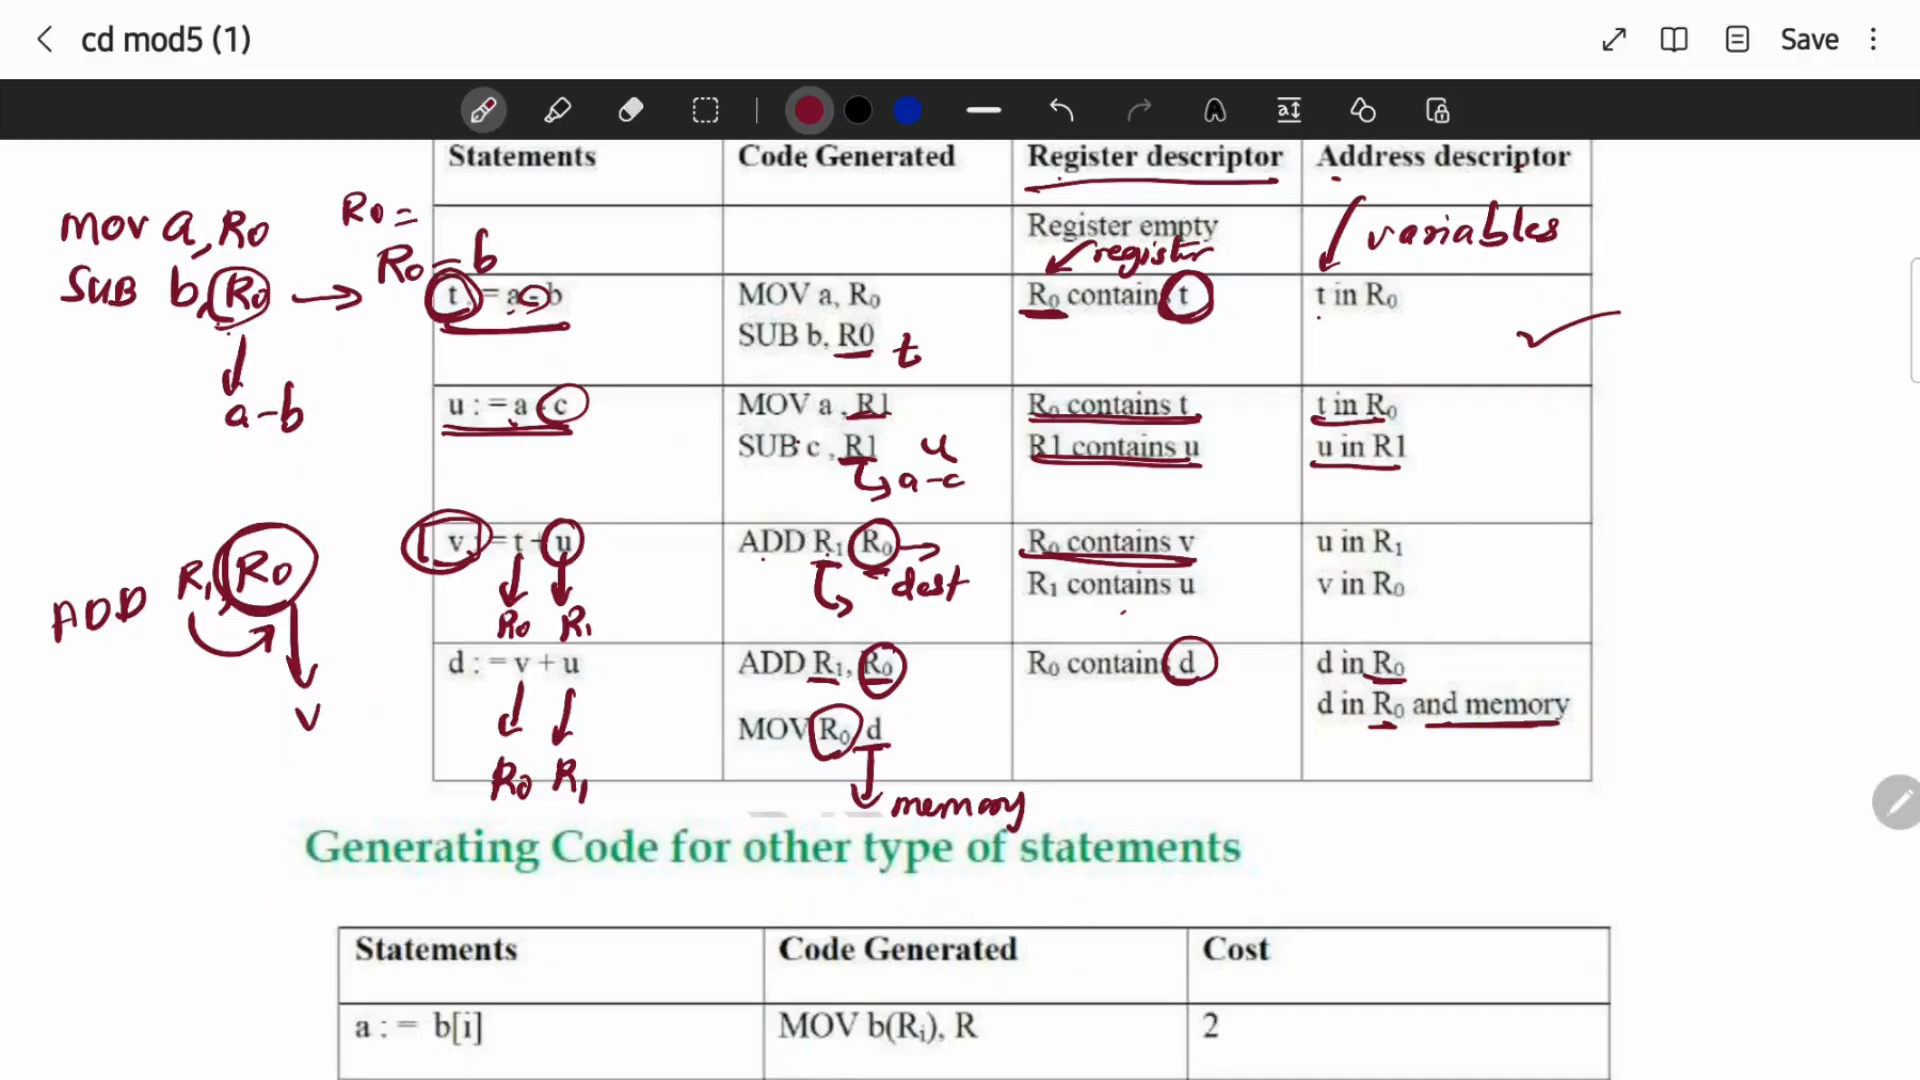 cd mod5 (1)
Save
Statements Code Generated Register descriptor Address descriptor
Register empty
t := a - b MOV a, R₀ R₀ contains t t in R₀
SUB b, R0
u : = a - c MOV a , R1 R₀ contains t t in R₀
SUB c , R1 R1 contains u u in R1
v := t + u ADD R₁, R₀ R₀ contains v u in R₁
R₁ contains u v in R₀
d : = v + u ADD R₁, R₀ R₀ contains d d in R₀
MOV R₀, d d in R₀ and memory
mov a, R0
SUB b, R0
a-b
R0 =
R0 - b
register
variables
t
u
a-c
ADD R1, R0
v
R0 R1
dest
R0 R1
memory
Generating Code for other type of statements
Statements Code Generated Cost
a : = b[i] MOV b(Rᵢ), R 2